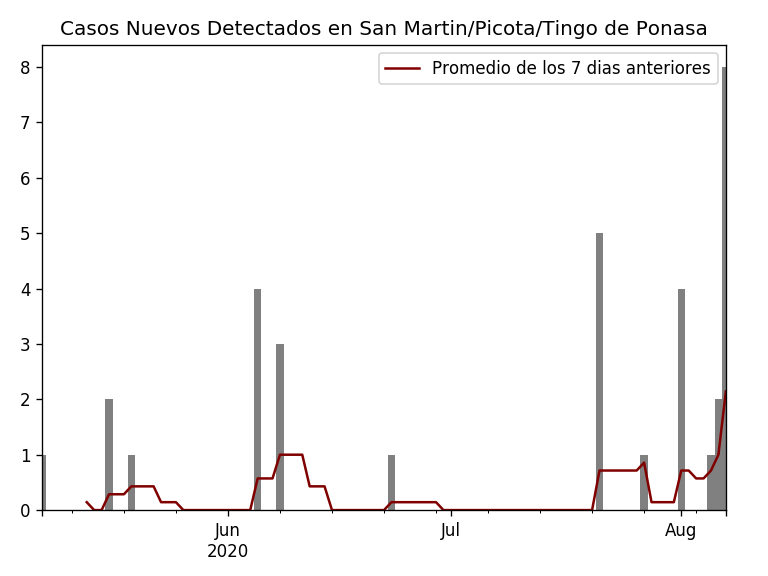 Casos Nuevos Detectados en San Martin/Picota/Tingo de Ponasa
Promedio de los 7 dias anteriores
8
7
6
5
4
3
2
1
0
Jun
2020
Jul
Aug